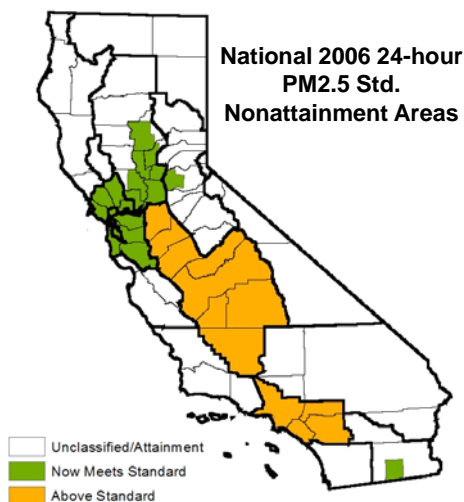 National 2006 24-hour
PM2.5 Std.
Nonattainment Areas
Unclassified/Attainment
Now Meets Standard
Above Standard